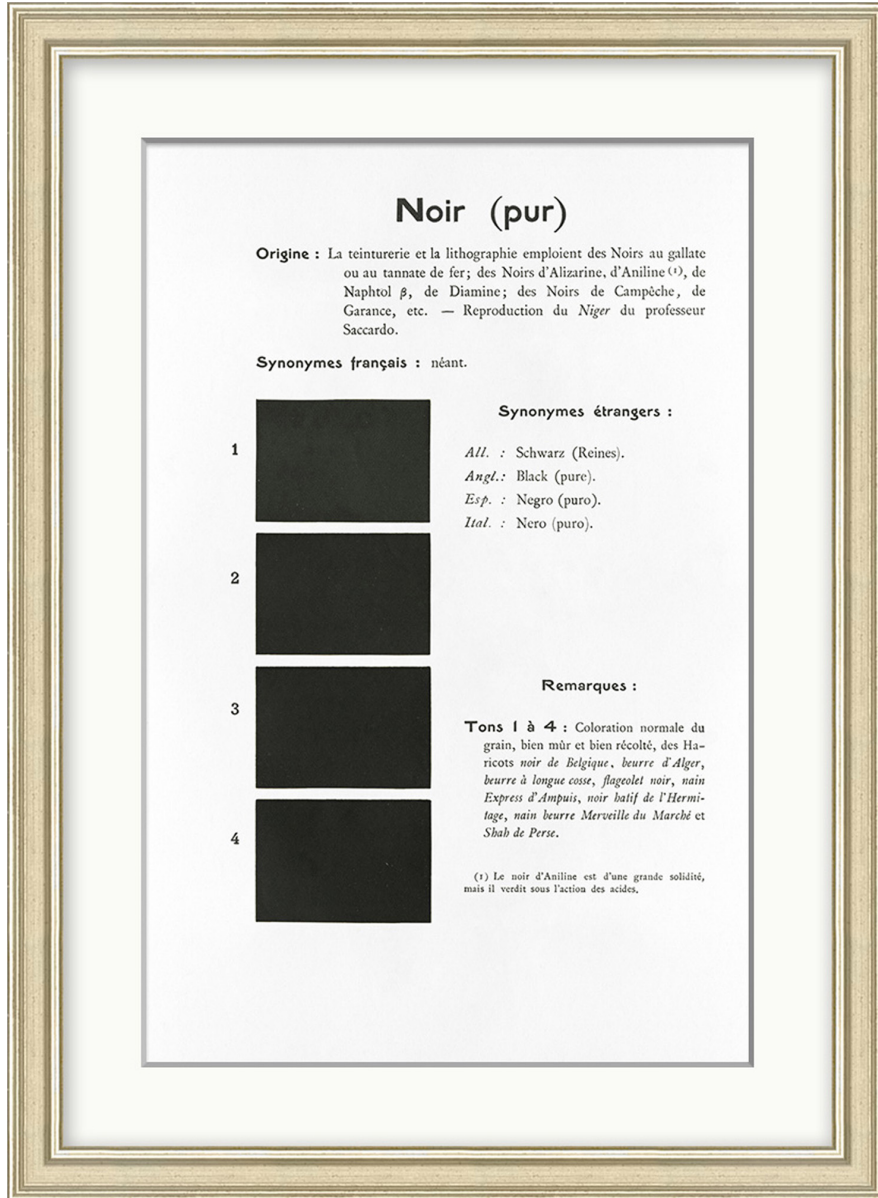 Noir (pur)
Origine : La teinturerie et la lithographie emploient des Noirs au gallate
ou au tannate de fer; des Noirs d'Alizarine, d'Aniline (1), de
Naphtol β, de Diamine; des Noirs de Campêche, de
Garance, etc. — Reproduction du Niger du professeur
Saccardo.
Synonymes français : néant.
1
2
3
4
Synonymes étrangers :
All. : Schwarz (Reines).
Angl.: Black (pure).
Esp. : Negro (puro).
Ital. : Nero (puro).
Remarques :
Tons 1 à 4 : Coloration normale du
grain, bien mûr et bien récolté, des Ha-
ricots noir de Belgique, beurre d'Alger,
beurre à longue cosse, flageolet noir, nain
Express d'Ampuis, noir hatif de l'Hermi-
tage, nain beurre Merveille du Marché et
Shah de Perse.
(1) Le noir d'Aniline est d'une grande solidité,
mais il verdit sous l'action des acides.